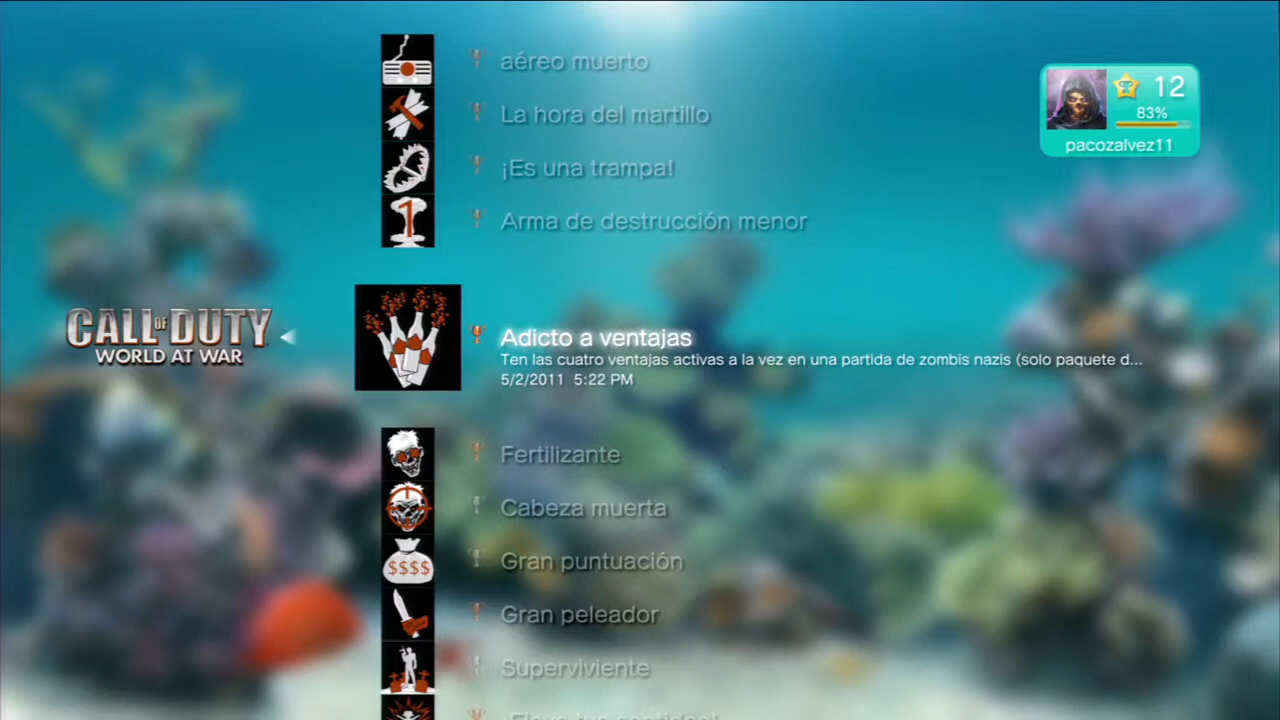 aéreo muerto
La hora del martillo
¡Es una trampa!
Arma de destrucción menor
12
83%
pacozalvez11
CALL OF DUTY
WORLD AT WAR
1
Adicto a ventajas
Ten las cuatro ventajas activas a la vez en una partida de zombis nazis (solo paquete d...
5/2/2011 5:22 PM
Fertilizante
Cabeza muerta
$$$$
Gran puntuación
Gran peleador
Superviviente